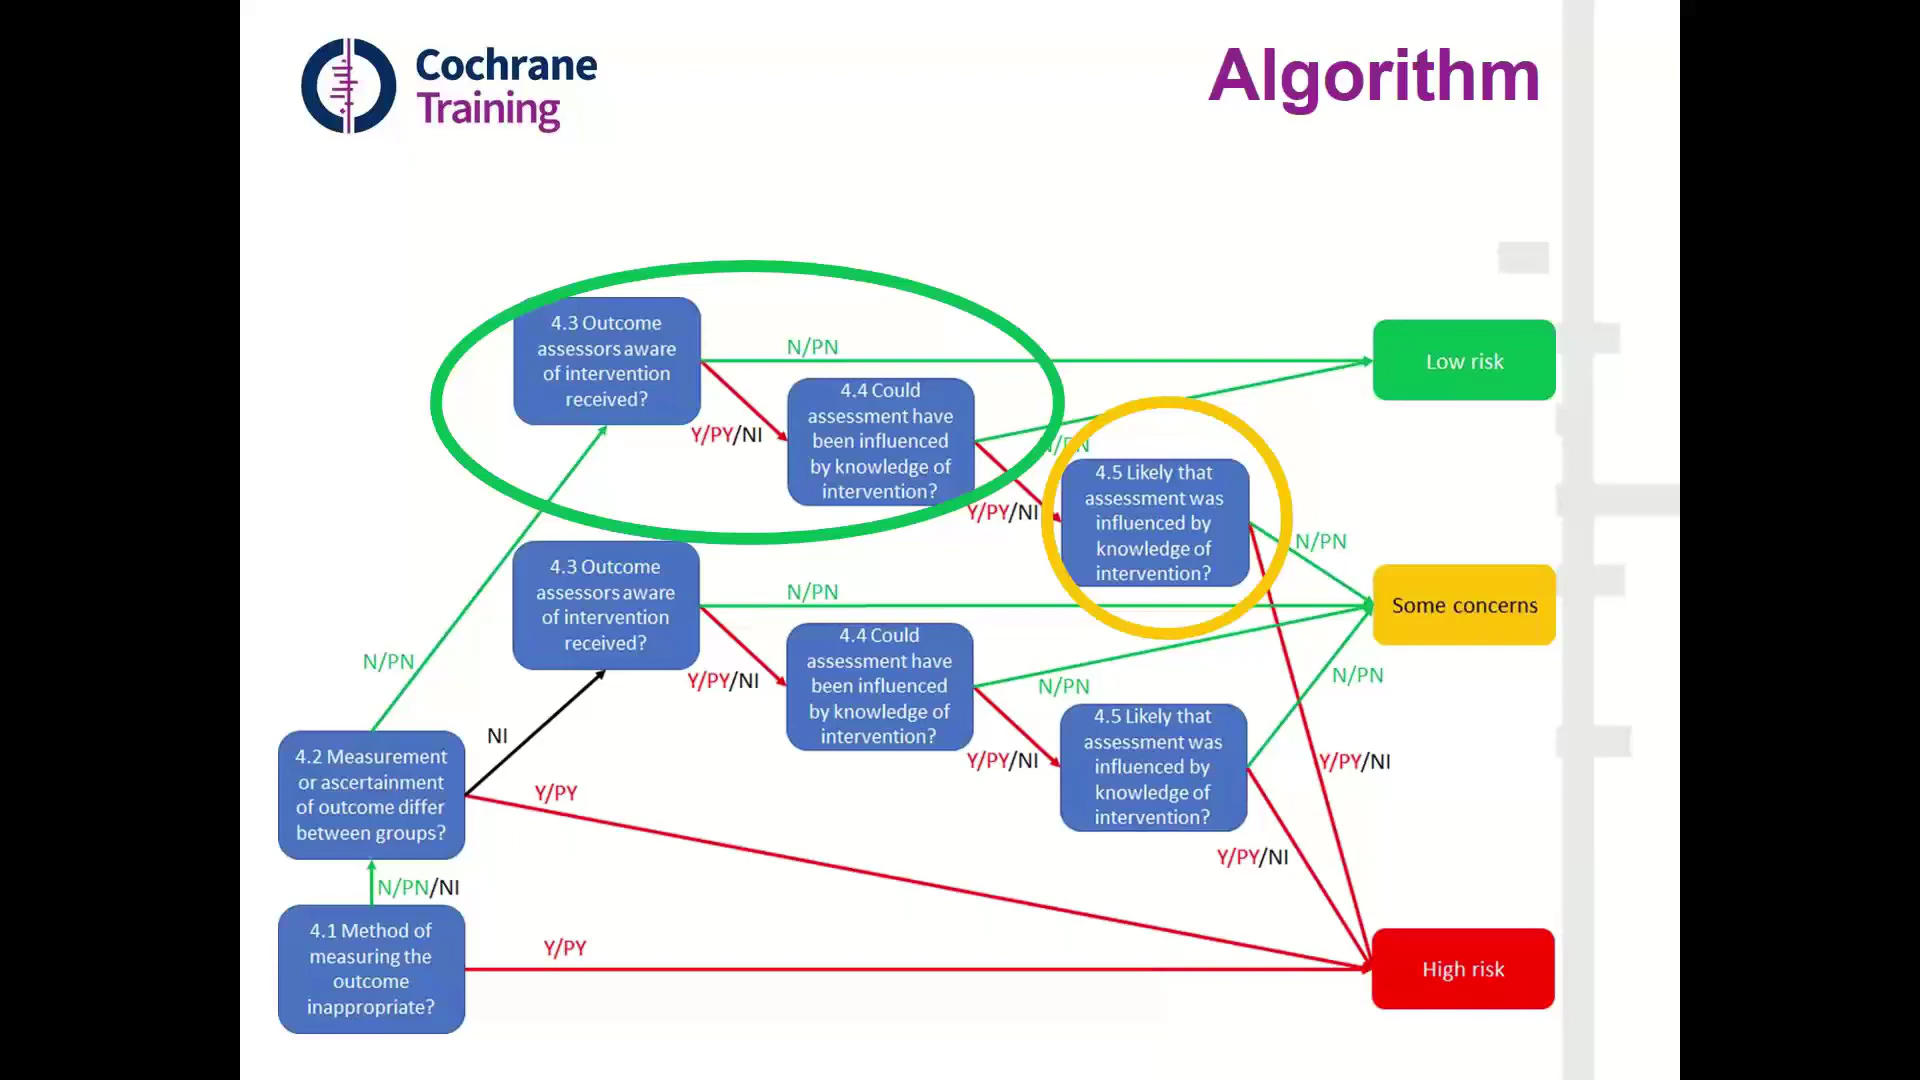 Cochrane
Training
Algorithm
4.3 Outcome
assessors aware
of intervention
received?
N/PN
Low risk
Y/PY/NI
4.4 Could
assessment have
been influenced
by knowledge of
intervention?
N/PN
Y/PY/NI
4.5 Likely that
assessment was
influenced by
knowledge of
intervention?
N/PN
4.3 Outcome
assessors aware
of intervention
received?
N/PN
Some concerns
Y/PY/NI
4.4 Could
assessment have
been influenced
by knowledge of
intervention?
N/PN
N/PN
Y/PY/NI
4.5 Likely that
assessment was
influenced by
knowledge of
intervention?
Y/PY/NI
Y/PY/NI
N/PN
NI
Y/PY
4.2 Measurement
or ascertainment
of outcome differ
between groups?
N/PN/NI
4.1 Method of
measuring the
outcome
inappropriate?
Y/PY
High risk